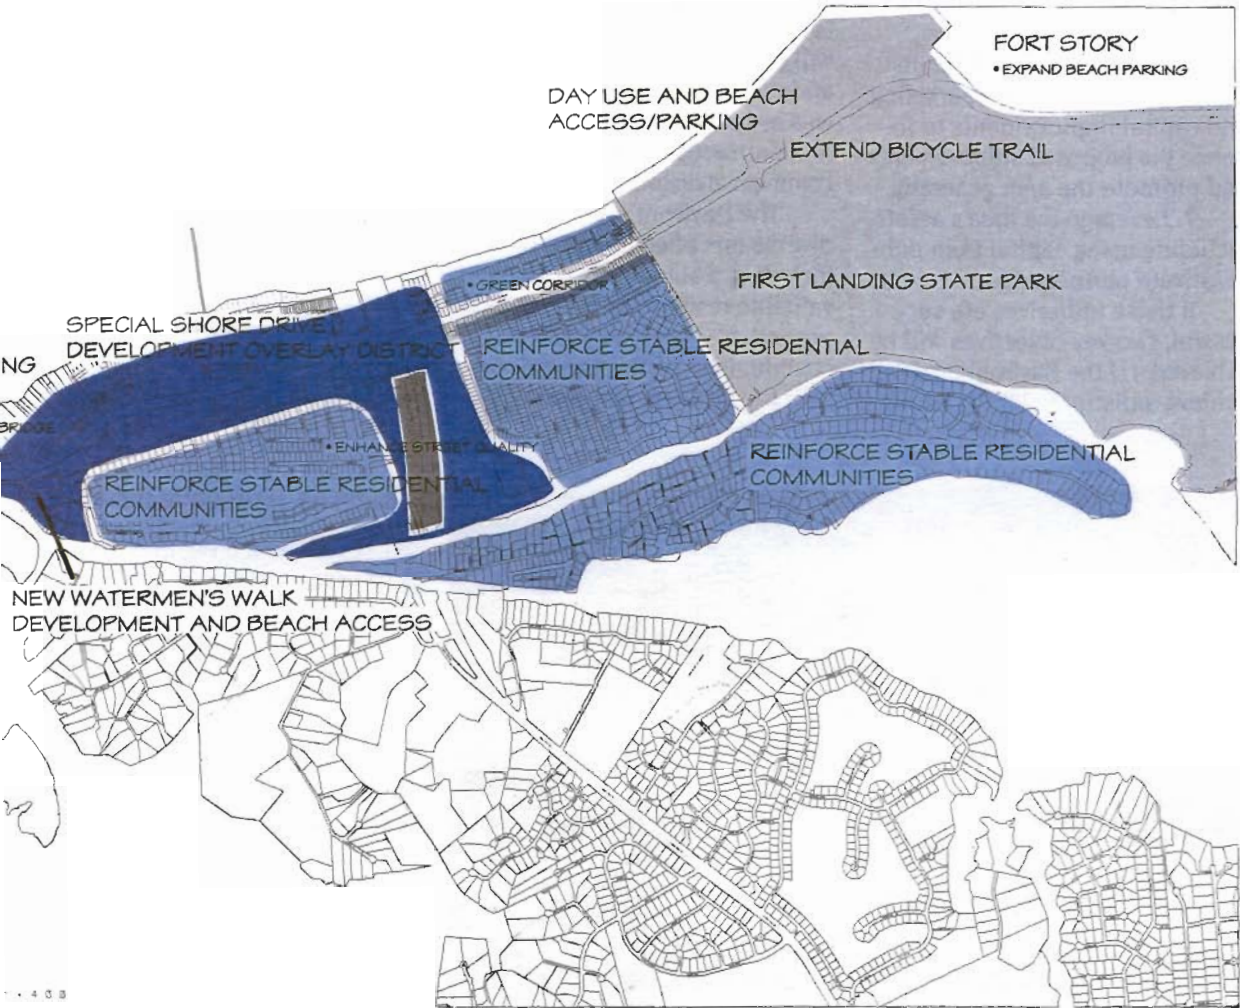 FORT STORY
• EXPAND BEACH PARKING
DAY USE AND BEACH
ACCESS/PARKING
EXTEND BICYCLE TRAIL
FIRST LANDING STATE PARK
• GREEN CORRIDOR
SPECIAL SHORE DRIVE
DEVELOPMENT OVERLAY DISTRICT
NG
REINFORCE STABLE RESIDENTIAL
COMMUNITIES
BRIDGE
• ENHANCE STREET QUALITY
REINFORCE STABLE RESIDENTIAL
COMMUNITIES
REINFORCE STABLE RESIDENTIAL
COMMUNITIES
NEW WATERMEN'S WALK
DEVELOPMENT AND BEACH ACCESS